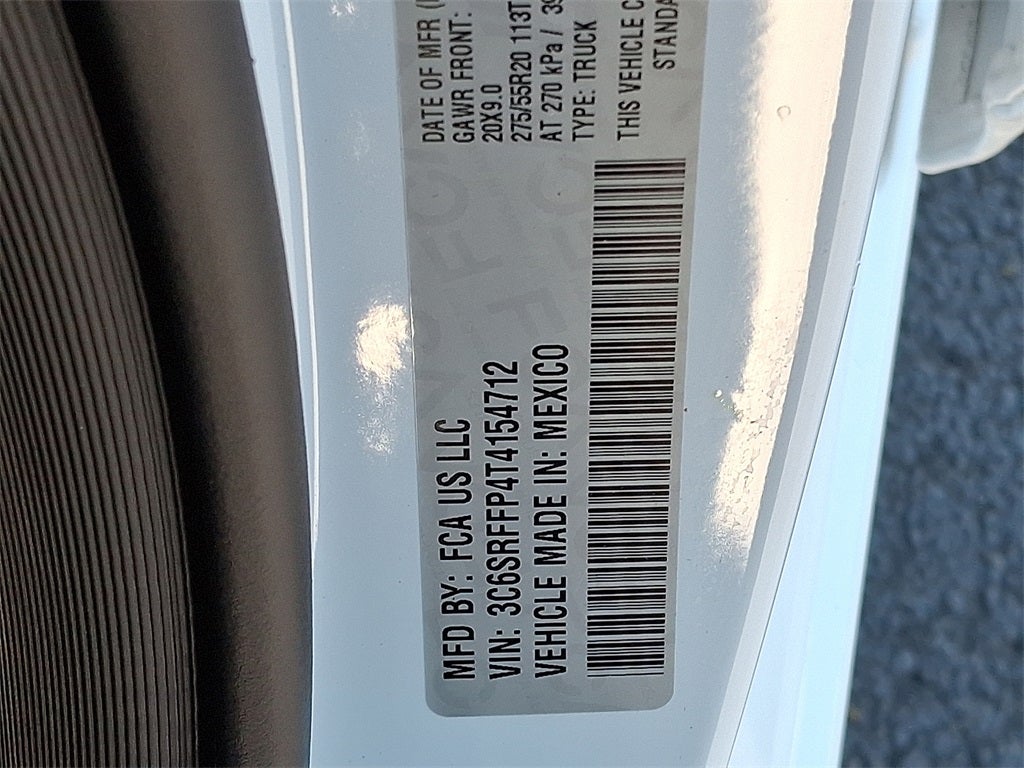 MFD BY: FCA US LLC
VIN: 3C6SRFFP4T4154712
VEHICLE MADE IN: MEXICO
DATE OF MFR (
GAWR FRONT:
20X9.0
275/55R20 113T
AT 270 kPa / 39
TYPE: TRUCK
THIS VEHICLE C
STANDA